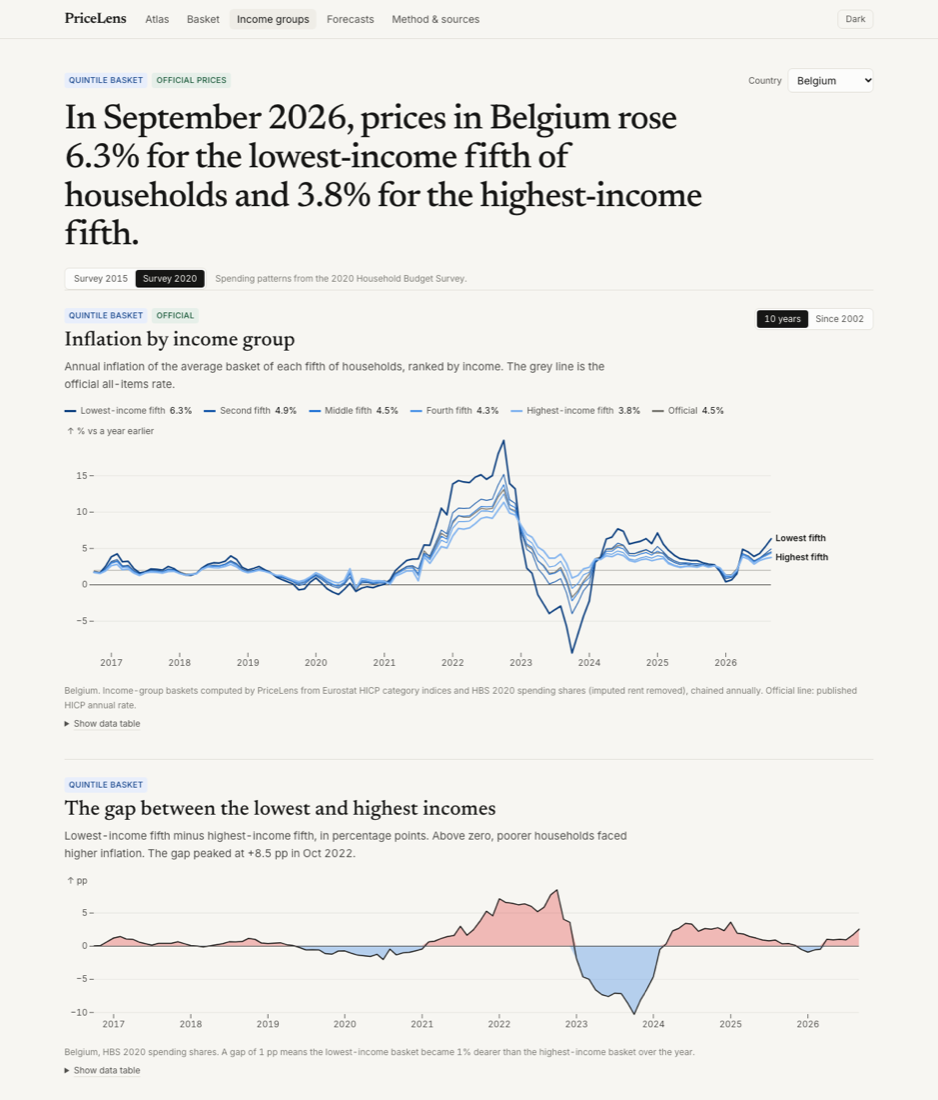 PriceLens Atlas Basket Income groups Forecasts Method & sources Dark
QUINTILE BASKET OFFICIAL PRICES Country Belgium
In September 2026, prices in Belgium rose
6.3% for the lowest-income fifth of
households and 3.8% for the highest-income
fifth.
Survey 2015 Survey 2020 Spending patterns from the 2020 Household Budget Survey.
QUINTILE BASKET OFFICIAL 10 years Since 2002
Inflation by income group
Annual inflation of the average basket of each fifth of households, ranked by income. The grey line is the
official all-items rate.
Lowest-income fifth 6.3% Second fifth 4.9% Middle fifth 4.5% Fourth fifth 4.3% Highest-income fifth 3.8% Official 4.5%
↑ % vs a year earlier
15
10
5
0
−5
Lowest fifth
Highest fifth
2017 2018 2019 2020 2021 2022 2023 2024 2025 2026
Belgium. Income-group baskets computed by PriceLens from Eurostat HICP category indices and HBS 2020 spending shares (imputed rent removed), chained annually. Official line: published
HICP annual rate.
▶ Show data table
QUINTILE BASKET
The gap between the lowest and highest incomes
Lowest-income fifth minus highest-income fifth, in percentage points. Above zero, poorer households faced
higher inflation. The gap peaked at +8.5 pp in Oct 2022.
↑ pp
5
0
−5
−10
2017 2018 2019 2020 2021 2022 2023 2024 2025 2026
Belgium, HBS 2020 spending shares. A gap of 1 pp means the lowest-income basket became 1% dearer than the highest-income basket over the year.
▶ Show data table